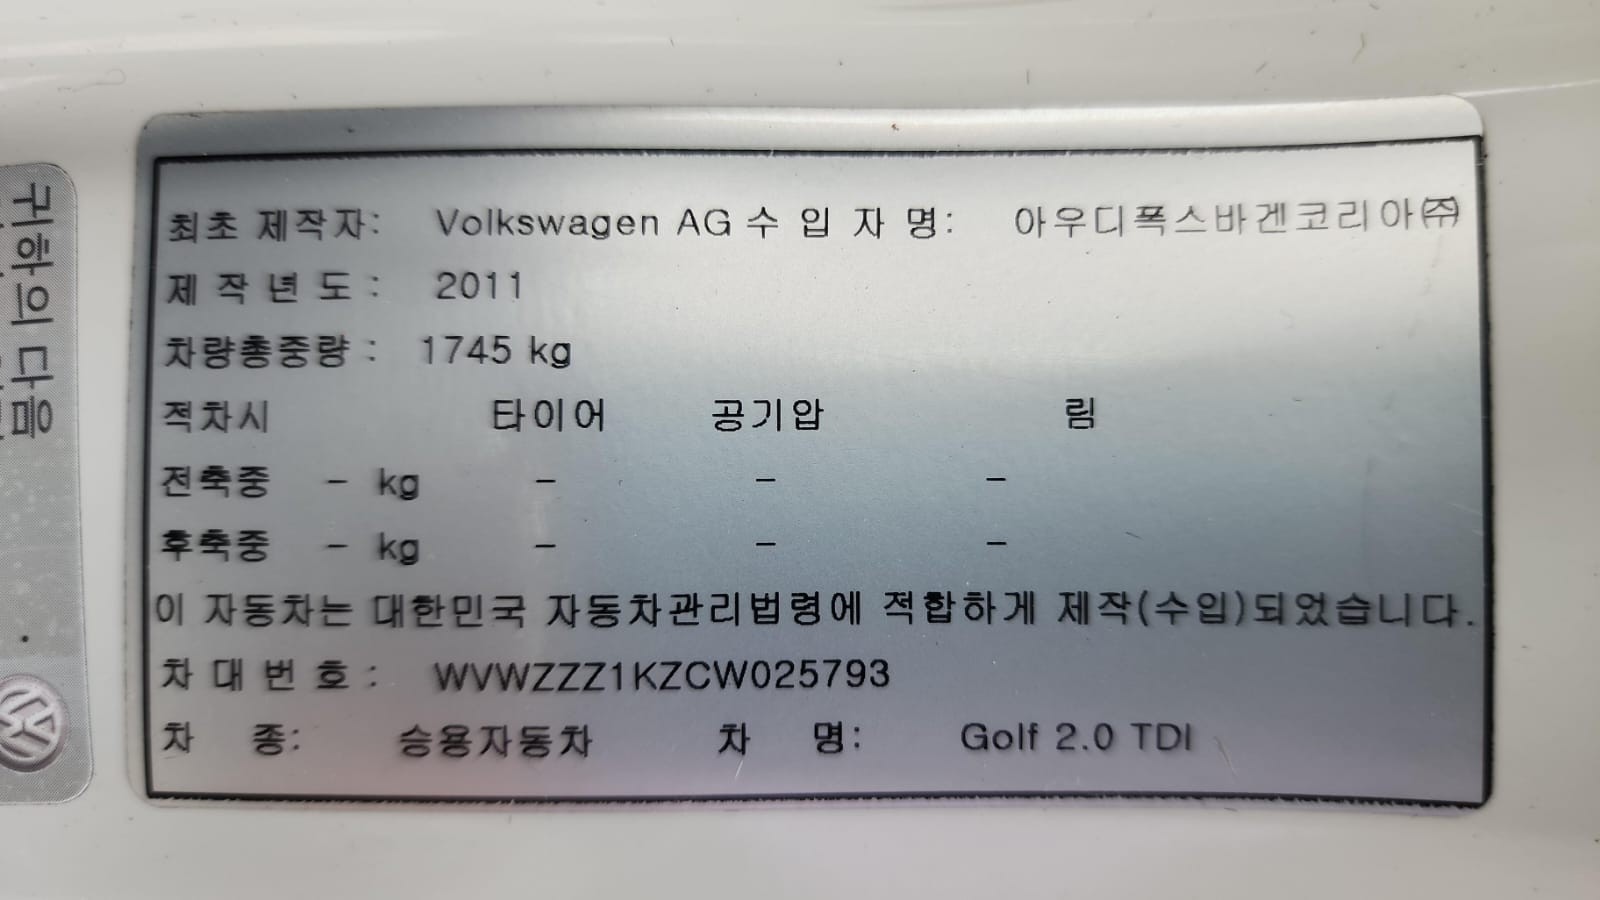 최초 제작자: Volkswagen AG 수 입 자 명: 아우디폭스바겐코리아㈜
제 작 년 도 : 2011
차량총중량 : 1745 kg
적차시 타이어 공기압 림
전축중 - kg - - -
후축중 - kg - - -
이 자동차는 대한민국 자동차관리법령에 적합하게 제작(수입)되었습니다.
차 대 번 호 : WVWZZZ1KZCW025793
차 종: 승용자동차 차 명: Golf 2.0 TDI
귀하의 다음